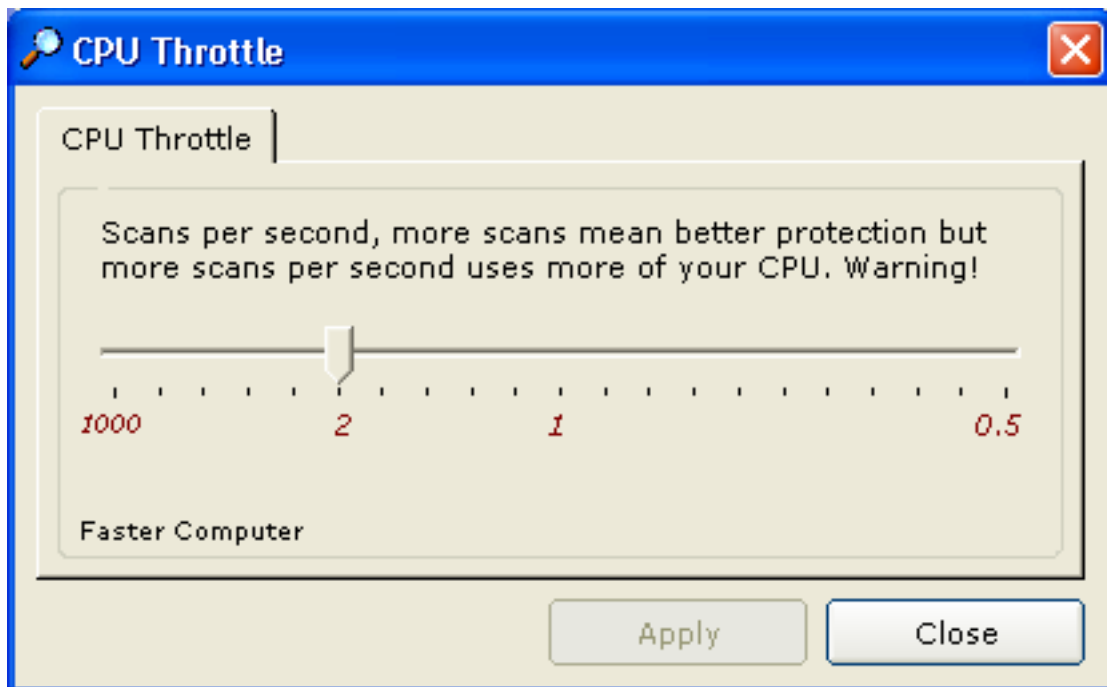 CPU Throttle
CPU Throttle
Scans per second, more scans mean better protection but
more scans per second uses more of your CPU. Warning!
1000 2 1 0.5
Faster Computer
Apply Close